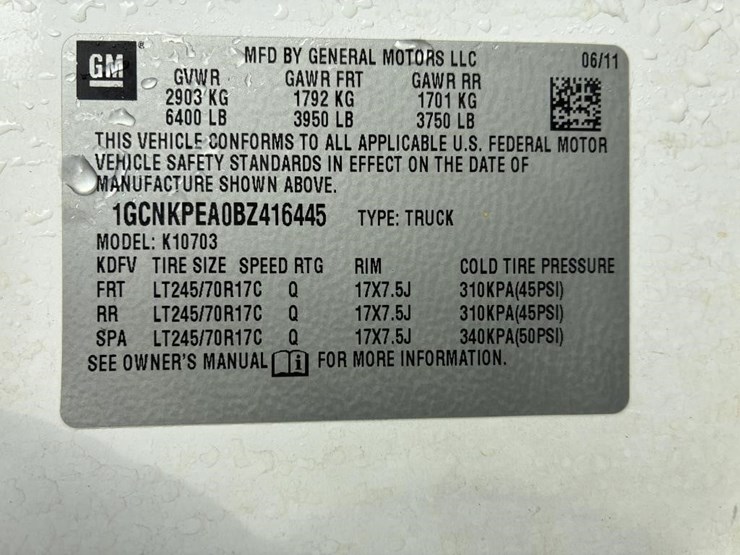 GM® MFD BY GENERAL MOTORS LLC 06/11
GVWR GAWR FRT GAWR RR
2903 KG 1792 KG 1701 KG
6400 LB 3950 LB 3750 LB
THIS VEHICLE CONFORMS TO ALL APPLICABLE U.S. FEDERAL MOTOR
VEHICLE SAFETY STANDARDS IN EFFECT ON THE DATE OF
MANUFACTURE SHOWN ABOVE.
1GCNKPEA0BZ416445 TYPE: TRUCK
MODEL: K10703
KDFV TIRE SIZE SPEED RTG RIM COLD TIRE PRESSURE
FRT LT245/70R17C Q 17X7.5J 310KPA(45PSI)
RR LT245/70R17C Q 17X7.5J 310KPA(45PSI)
SPA LT245/70R17C Q 17X7.5J 340KPA(50PSI)
SEE OWNER'S MANUAL i FOR MORE INFORMATION.